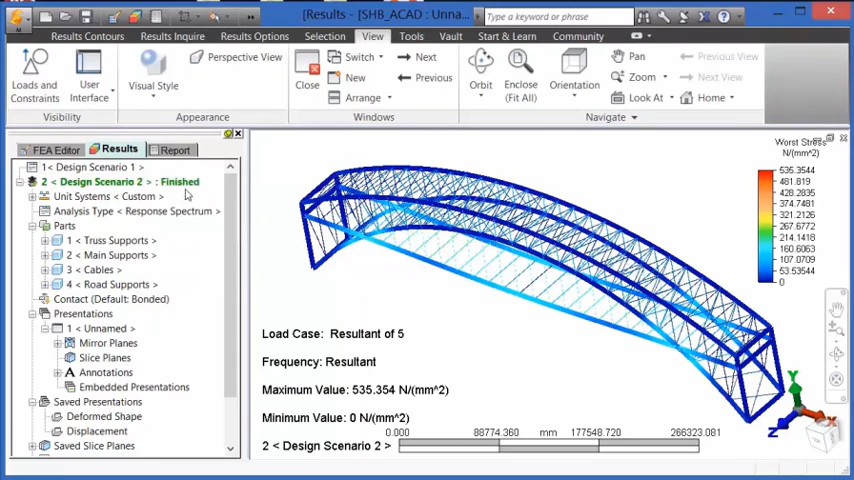 [Results - [SHB_ACAD : Unna...
Type a keyword or phrase
Results Contours Results Inquire Results Options Selection View Tools Vault Start & Learn Community
Loads and Constraints
User Interface
Visibility
Visual Style
Perspective View
Appearance
Close
Switch
New
Arrange
Next
Previous
Windows
Orbit
Enclose (Fit All)
Orientation
Pan
Zoom
Look At
Previous View
Next View
Home
Navigate
FEA Editor Results Report
1< Design Scenario 1 >
2 < Design Scenario 2 > : Finished
Unit Systems < Custom >
Analysis Type < Response Spectrum >
Parts
1 < Truss Supports >
2 < Main Supports >
3 < Cables >
4 < Road Supports >
Contact (Default: Bonded)
Presentations
1 < Unnamed >
Mirror Planes
Slice Planes
A Annotations
Embedded Presentations
Saved Presentations
Deformed Shape
Displacement
Saved Slice Planes
Worst Stress
N/(mm^2)
535.3544
481.819
428.2835
374.7481
321.2126
267.6772
214.1418
160.6063
107.0709
53.53544
0
Load Case: Resultant of 5
Frequency: Resultant
Maximum Value: 535.354 N/(mm^2)
Minimum Value: 0 N/(mm^2)
2 < Design Scenario 2 >
0.000 88774.360 mm 177548.720 266323.081
Y
X
Z